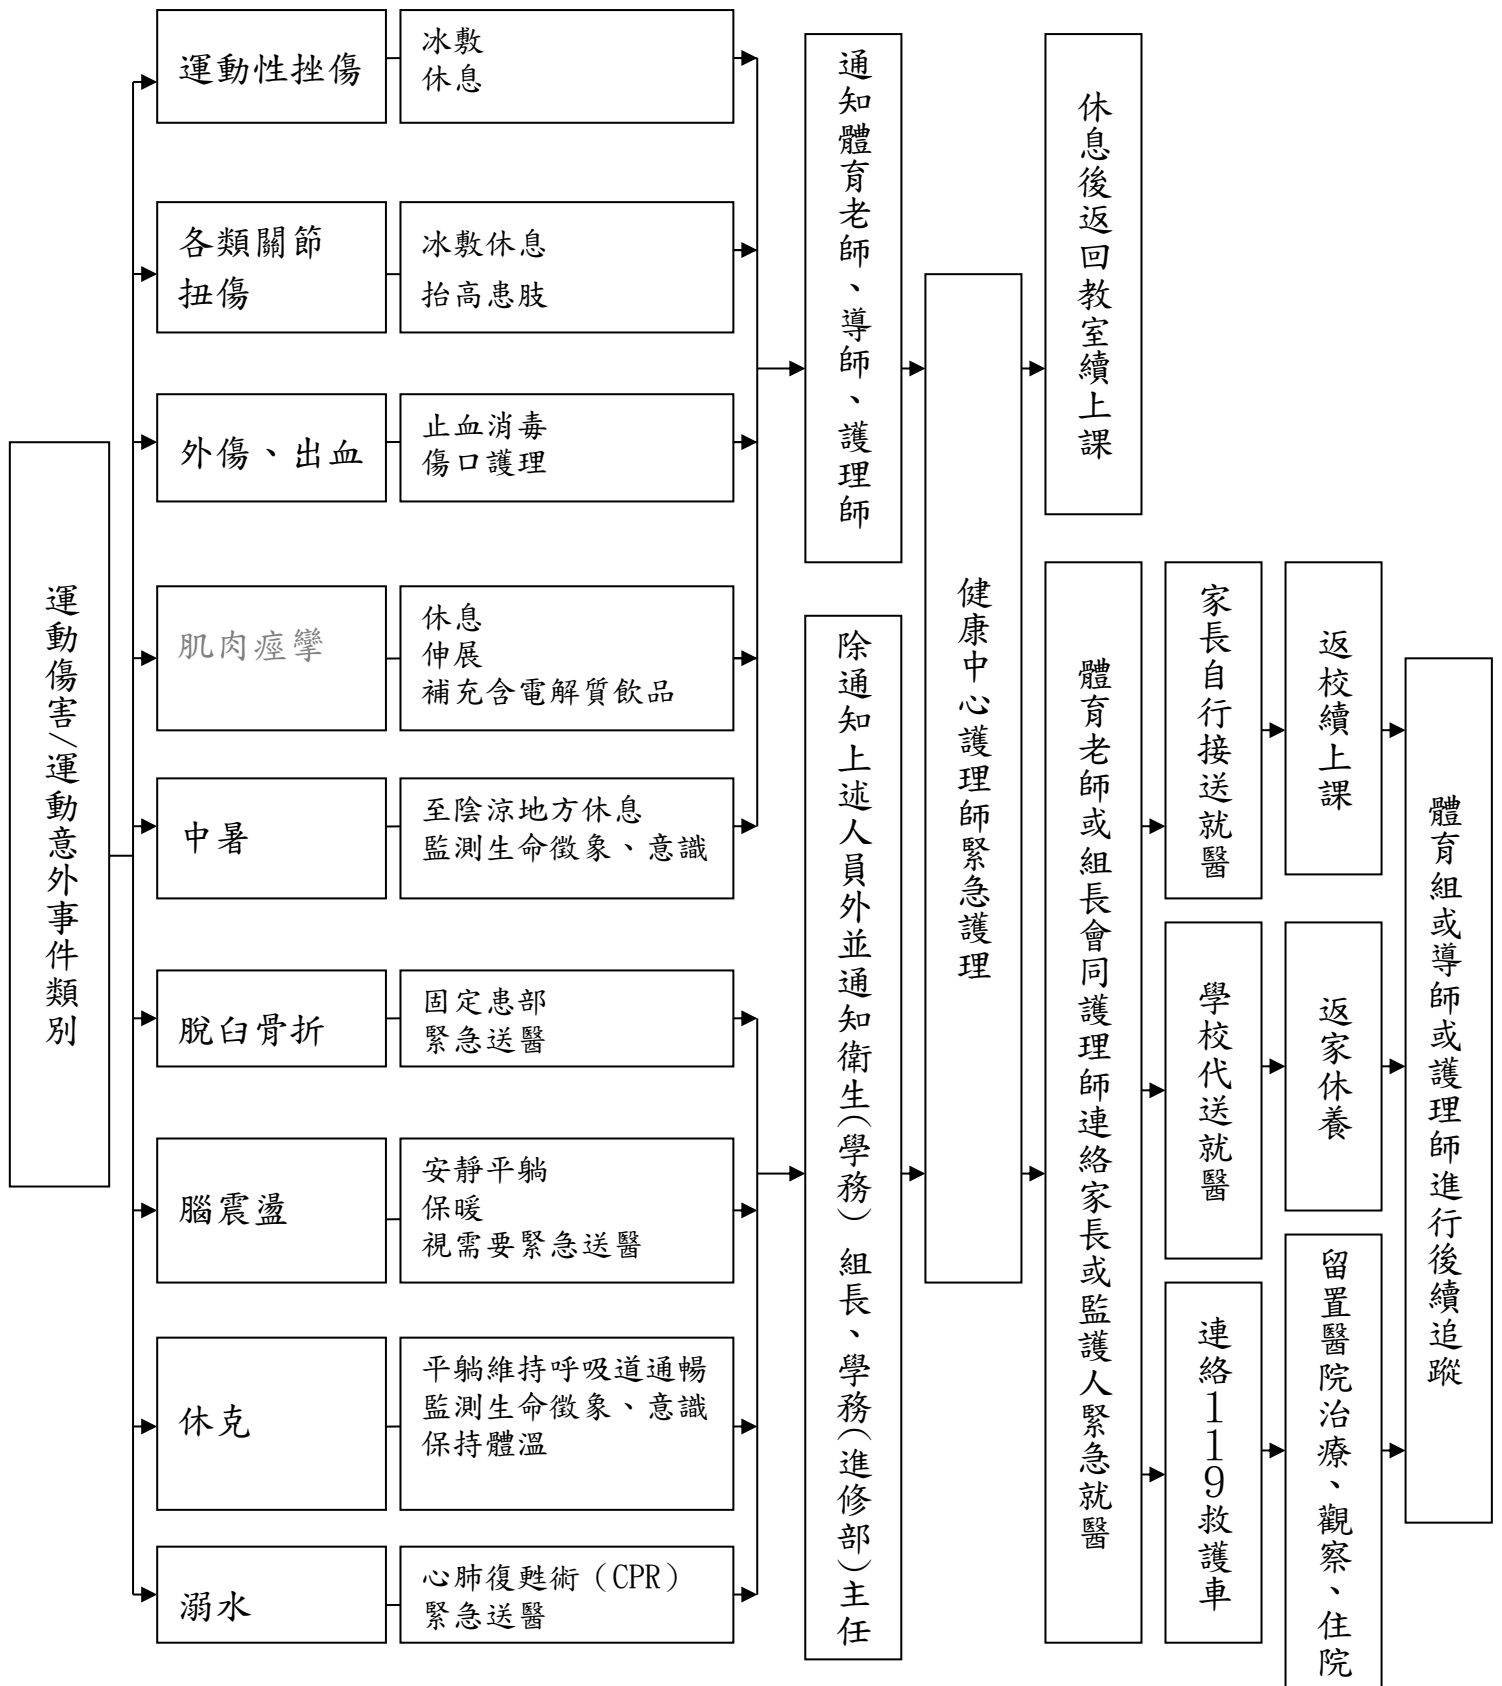 運動傷害/運動意外事件類別
運動性挫傷
冰敷
休息
各類關節
扭傷
冰敷休息
抬高患肢
外傷、出血
止血消毒
傷口護理
肌肉痙攣
休息
伸展
補充含電解質飲品
中暑
至陰涼地方休息
監測生命徵象、意識
脫臼骨折
固定患部
緊急送醫
腦震盪
安靜平躺
保暖
視需要緊急送醫
休克
平躺維持呼吸道通暢
監測生命徵象、意識
保持體溫
溺水
心肺復甦術（CPR）
緊急送醫
通知體育老師、導師、護理師
除通知上述人員外並通知衛生(學務)組長、學務(進修部)主任
健康中心護理師緊急護理
休息後返回教室續上課
體育老師或組長會同護理師連絡家長或監護人緊急就醫
家長自行接送就醫
學校代送就醫
連絡119救護車
返校續上課
返家休養
留置醫院治療、觀察、住院
體育組或導師或護理師進行後續追蹤